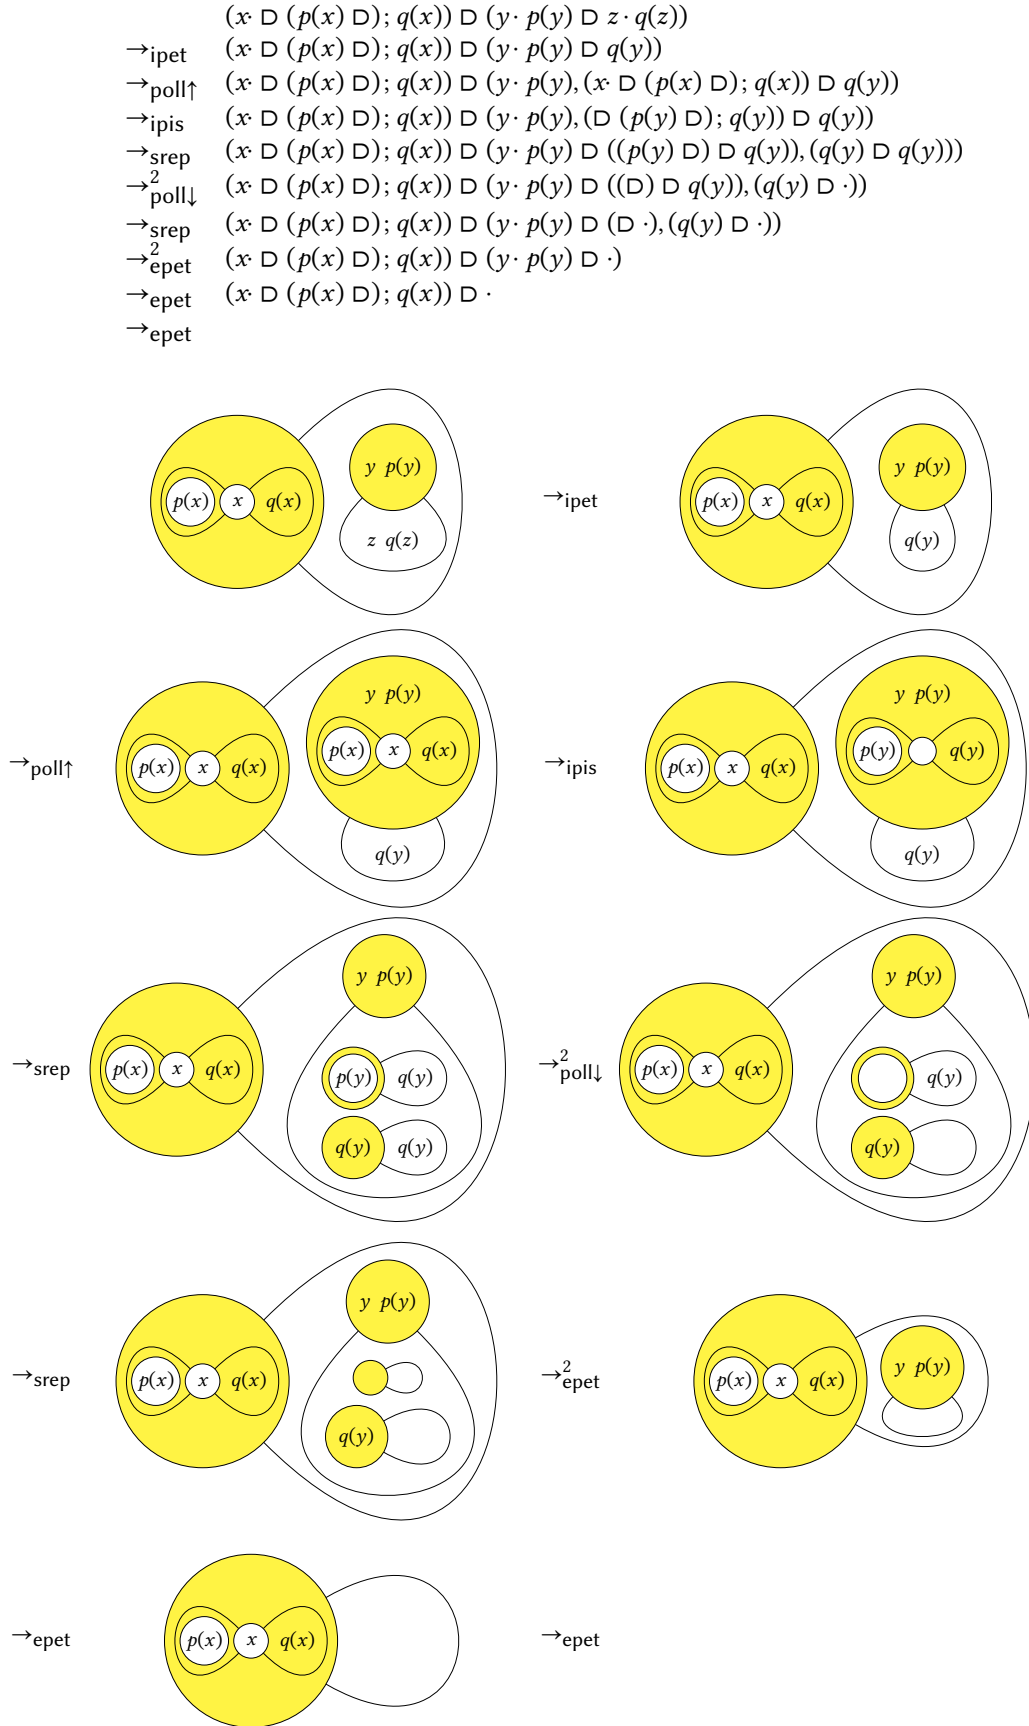 (x· ⊐ (p(x) ⊐); q(x)) ⊐ (y · p(y) ⊐ z · q(z))
→ipet (x· ⊐ (p(x) ⊐); q(x)) ⊐ (y · p(y) ⊐ q(y))
→poll↑ (x· ⊐ (p(x) ⊐); q(x)) ⊐ (y · p(y), (x· ⊐ (p(x) ⊐); q(x)) ⊐ q(y))
→ipis (x· ⊐ (p(x) ⊐); q(x)) ⊐ (y · p(y), (⊐ (p(y) ⊐); q(y)) ⊐ q(y))
→srep (x· ⊐ (p(x) ⊐); q(x)) ⊐ (y · p(y) ⊐ ((p(y) ⊐) ⊐ q(y)), (q(y) ⊐ q(y)))
→²poll↓ (x· ⊐ (p(x) ⊐); q(x)) ⊐ (y · p(y) ⊐ ((⊐) ⊐ q(y)), (q(y) ⊐ ·))
→srep (x· ⊐ (p(x) ⊐); q(x)) ⊐ (y · p(y) ⊐ (⊐ ·), (q(y) ⊐ ·))
→²epet (x· ⊐ (p(x) ⊐); q(x)) ⊐ (y · p(y) ⊐ ·)
→epet (x· ⊐ (p(x) ⊐); q(x)) ⊐ ·
→epet
y p(y)
p(x) x q(x)
z q(z)
→ipet
y p(y)
p(x) x q(x)
q(y)
→poll↑
y p(y)
p(x) x q(x)
p(x) x q(x)
q(y)
→ipis
y p(y)
p(x) x q(x)
p(y) q(y)
q(y)
→srep
y p(y)
p(x) x q(x)
p(y) q(y)
q(y) q(y)
→²poll↓
y p(y)
p(x) x q(x)
q(y)
q(y)
→srep
y p(y)
p(x) x q(x)
q(y)
→²epet
y p(y)
p(x) x q(x)
→epet
p(x) x q(x)
→epet